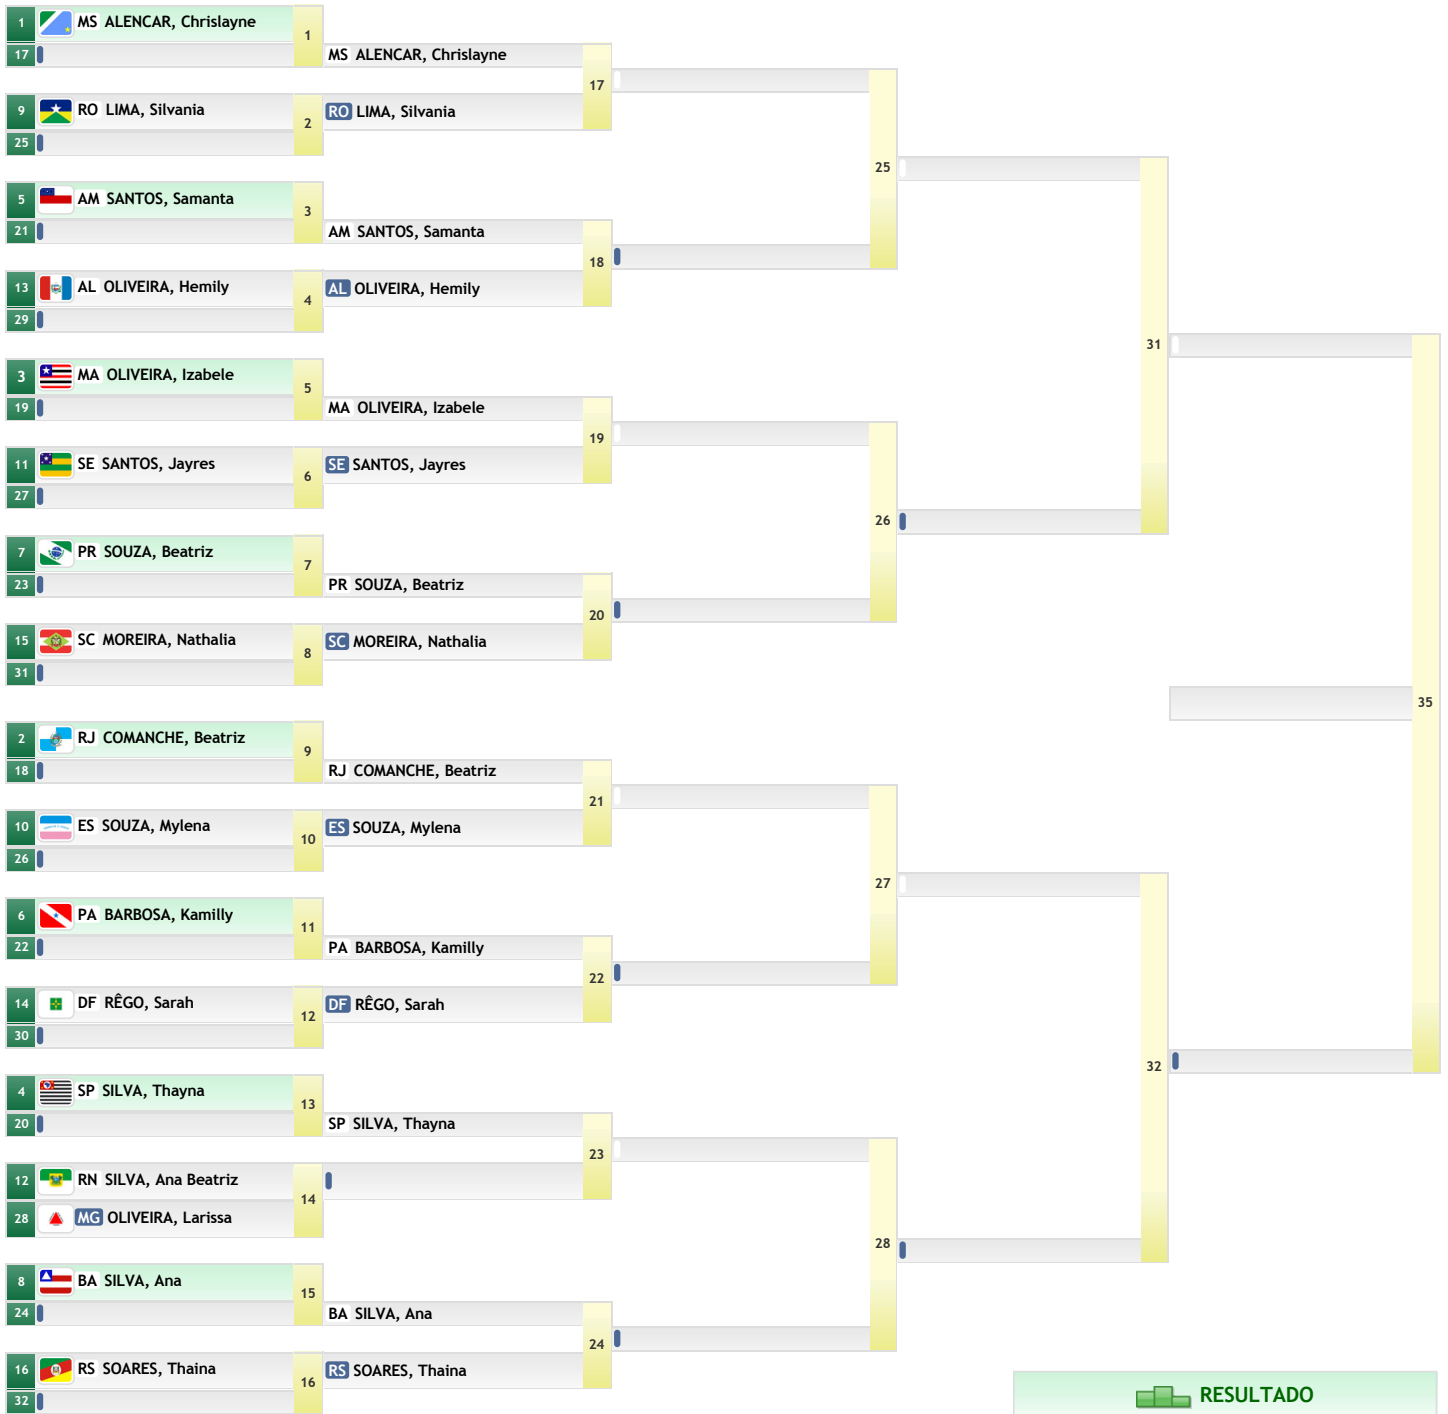 1 MS ALENCAR, Chrislayne
1
17
MS ALENCAR, Chrislayne
17
9 RO LIMA, Silvania
2
RO LIMA, Silvania
25
25
5 AM SANTOS, Samanta
3
21
AM SANTOS, Samanta
18
13 AL OLIVEIRA, Hemily
4
AL OLIVEIRA, Hemily
29
31
3 MA OLIVEIRA, Izabele
5
19
MA OLIVEIRA, Izabele
19
11 SE SANTOS, Jayres
6
SE SANTOS, Jayres
27
26
7 PR SOUZA, Beatriz
7
23
PR SOUZA, Beatriz
20
15 SC MOREIRA, Nathalia
8
SC MOREIRA, Nathalia
31
35
2 RJ COMANCHE, Beatriz
9
18
RJ COMANCHE, Beatriz
21
10 ES SOUZA, Mylena
10
ES SOUZA, Mylena
26
27
6 PA BARBOSA, Kamilly
11
22
PA BARBOSA, Kamilly
22
14 DF RÊGO, Sarah
12
DF RÊGO, Sarah
30
32
4 SP SILVA, Thayna
13
20
SP SILVA, Thayna
23
12 RN SILVA, Ana Beatriz
14
28 MG OLIVEIRA, Larissa
28
8 BA SILVA, Ana
15
24
BA SILVA, Ana
24
16 RS SOARES, Thaina
16
RS SOARES, Thaina
32
RESULTADO